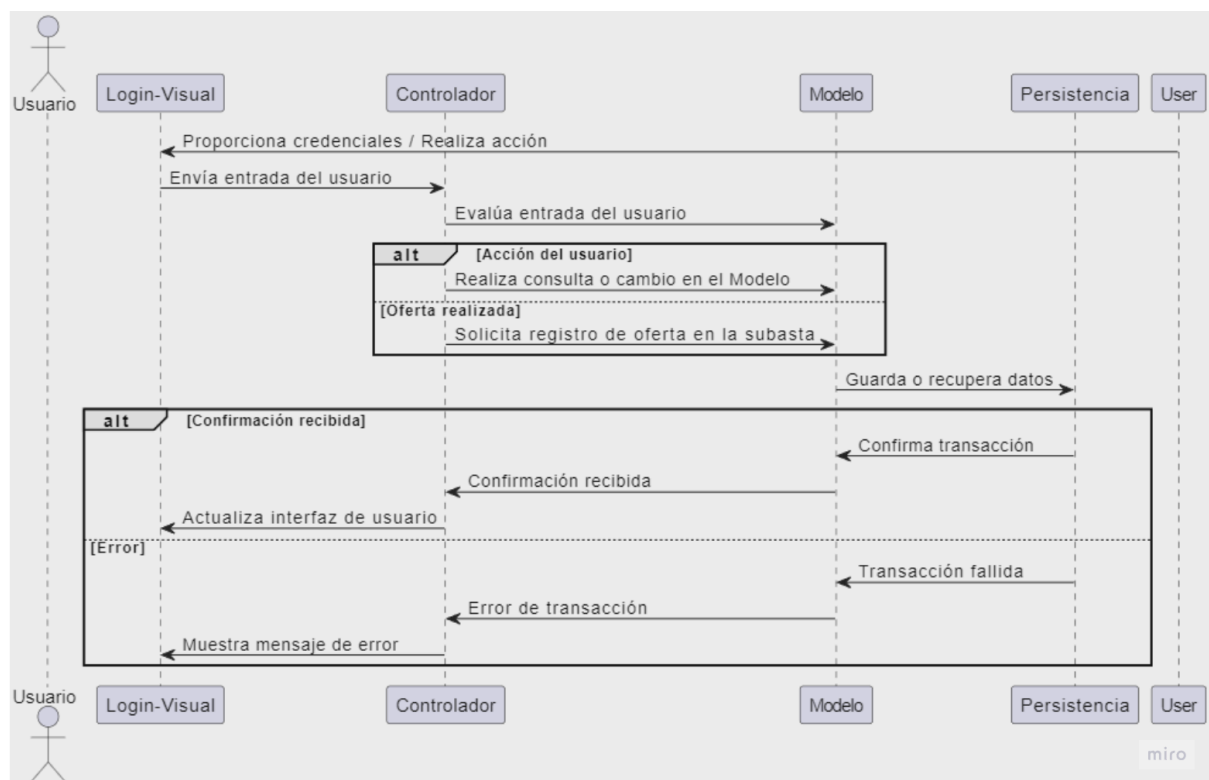 Usuario
Login-Visual
Controlador
Modelo
Persistencia
User
Proporciona credenciales / Realiza acción
Envía entrada del usuario
Evalúa entrada del usuario
alt
[Acción del usuario]
Realiza consulta o cambio en el Modelo
[Oferta realizada]
Solicita registro de oferta en la subasta
Guarda o recupera datos
alt
[Confirmación recibida]
Confirma transacción
Confirmación recibida
Actualiza interfaz de usuario
[Error]
Transacción fallida
Error de transacción
Muestra mensaje de error
Usuario
Login-Visual
Controlador
Modelo
Persistencia
User
miro